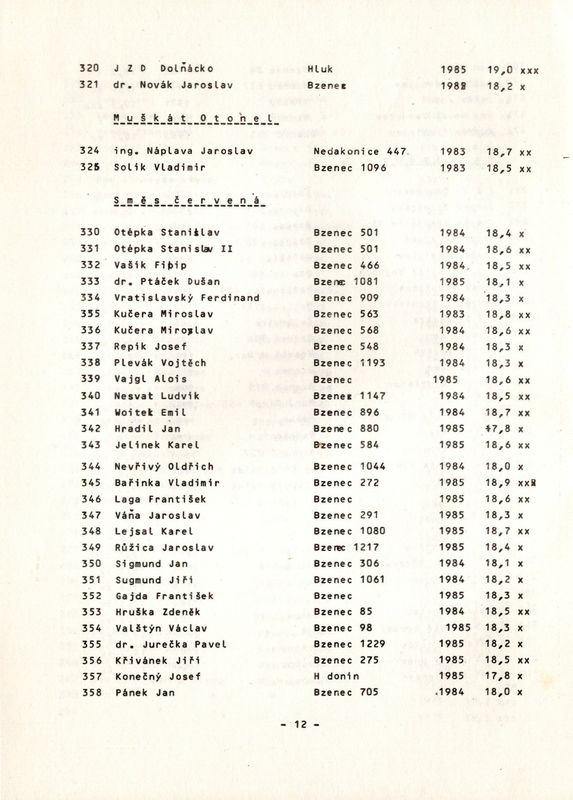 320 J Z D Dolňácko Hluk 1985 19,0 xxx
321 dr. Novák Jaroslav Bzenec 1982 18,2 x
Muškát Otonel
324 ing. Náplava Jaroslav Nedakonice 447 1983 18,7 xx
325 Solik Vladimir Bzenec 1096 1983 18,5 xx
Směs červená
330 Otépka Stanislav Bzenec 501 1984 18,4 x
331 Otépka Stanislav II Bzenec 501 1984 18,6 xx
332 Vašik Fipip Bzenec 466 1984 18,5 xx
333 dr. Ptáček Dušan Bzenec 1081 1985 18,1 x
334 Vratislavský Ferdinand Bzenec 909 1984 18,3 x
355 Kučera Miroslav Bzenec 563 1983 18,8 xx
336 Kučera Miroslav Bzenec 568 1984 18,6 xx
337 Repik Josef Bzenec 548 1984 18,3 x
338 Plevák Vojtěch Bzenec 1193 1984 18,3 x
339 Vajgl Alois Bzenec 1985 18,6 xx
340 Nesvat Ludvik Bzenec 1147 1984 18,5 xx
341 Woitek Emil Bzenec 896 1984 18,7 xx
342 Hradil Jan Bzenec 880 1985 17,8 x
343 Jelinek Karel Bzenec 584 1985 18,6 xx
344 Nevřivý Oldřich Bzenec 1044 1984 18,0 x
345 Bařinka Vladimir Bzenec 272 1985 18,9 xxx
346 Laga František Bzenec 1985 18,6 xx
347 Váňa Jaroslav Bzenec 291 1985 18,3 x
348 Lejsal Karel Bzenec 1080 1985 18,7 xx
349 Růžica Jaroslav Bzenec 1217 1985 18,4 x
350 Sigmund Jan Bzenec 306 1984 18,1 x
351 Sugmund Jiří Bzenec 1061 1984 18,2 x
352 Gajda František Bzenec 1985 18,3 x
353 Hruška Zdeněk Bzenec 85 1984 18,5 xx
354 Valštýn Václav Bzenec 98 1985 18,3 x
355 dr. Jurečka Pavel Bzenec 1229 1985 18,2 x
356 Křivánek Jiří Bzenec 275 1985 18,5 xx
357 Konečný Josef H donin 1985 17,8 x
358 Pánek Jan Bzenec 705 1984 18,0 x
- 12 -